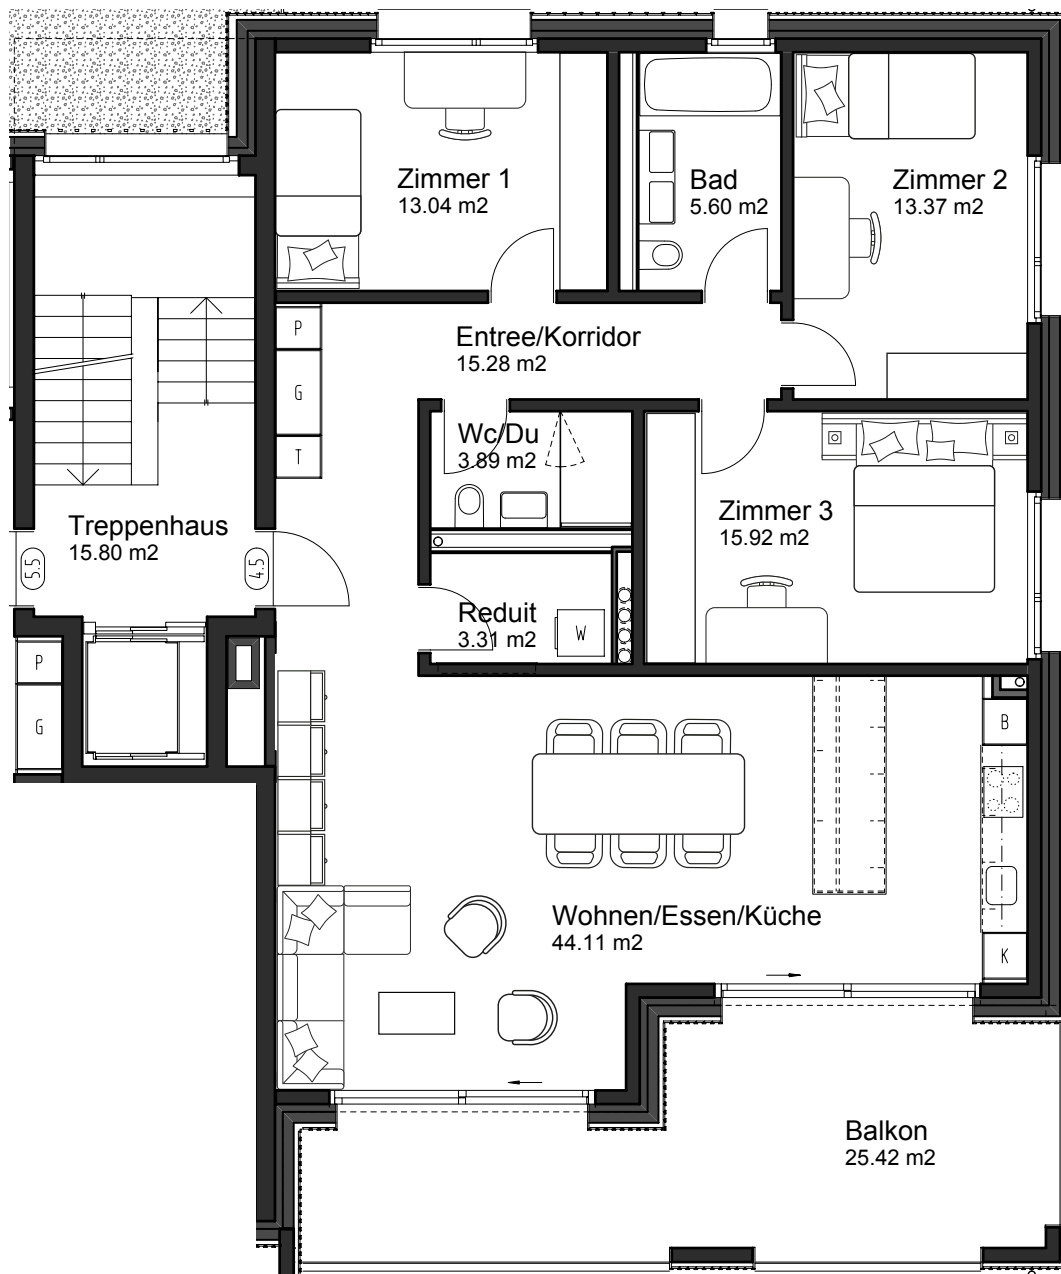 Zimmer 1
13.04 m2
Bad
5.60 m2
Zimmer 2
13.37 m2
P
G
T
Entree/Korridor
15.28 m2
Wc/Du
3.89 m2
Zimmer 3
15.92 m2
Treppenhaus
15.80 m2
5.5
4.5
Reduit
3.31 m2
W
P
G
B
K
Wohnen/Essen/Küche
44.11 m2
Balkon
25.42 m2